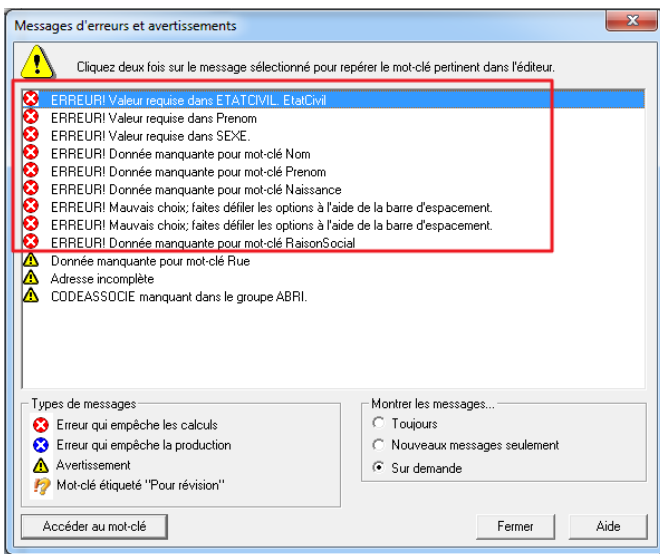 Messages d'erreurs et avertissements
Cliquez deux fois sur le message sélectionné pour repérer le mot-clé pertinent dans l'éditeur.
ERREUR! Valeur requise dans ETATCIVIL. EtatCivil
ERREUR! Valeur requise dans Prenom
ERREUR! Valeur requise dans SEXE.
ERREUR! Donnée manquante pour mot-clé Nom
ERREUR! Donnée manquante pour mot-clé Prenom
ERREUR! Donnée manquante pour mot-clé Naissance
ERREUR! Mauvais choix; faites défiler les options à l'aide de la barre d'espacement.
ERREUR! Mauvais choix; faites défiler les options à l'aide de la barre d'espacement.
ERREUR! Donnée manquante pour mot-clé RaisonSocial
Donnée manquante pour mot-clé Rue
Adresse incomplète
CODEASSOCIE manquant dans le groupe ABRI.
Types de messages
Erreur qui empêche les calculs
Erreur qui empêche la production
Avertissement
Mot-clé étiqueté "Pour révision"
Montrer les messages...
Toujours
Nouveaux messages seulement
Sur demande
Accéder au mot-clé
Fermer
Aide